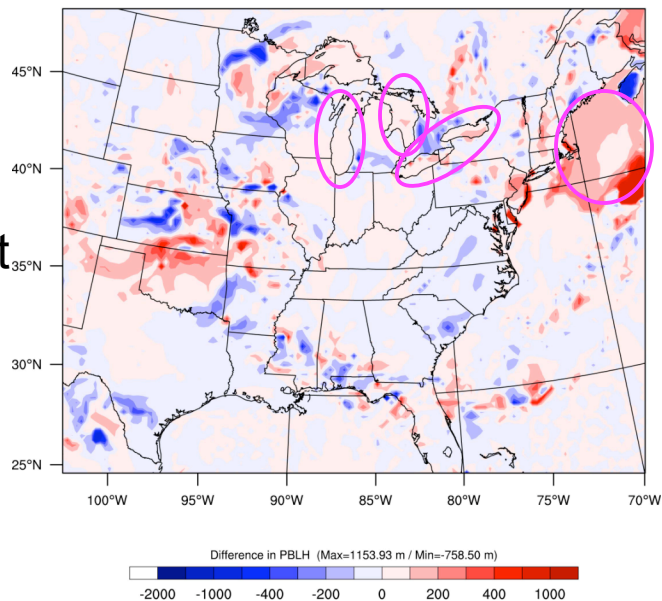 45°N
40°N
t
35°N
30°N
25°N
100°W 95°W 90°W 85°W 80°W 75°W 70°W
Difference in PBLH (Max=1153.93 m / Min=-758.50 m)
-2000 -1000 -400 -200 0 200 400 1000